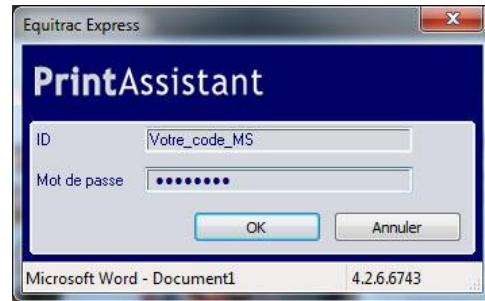 Equitrac Express
PrintAssistant
ID Votre_code_MS
Mot de passe ••••••••
OK Annuler
Microsoft Word - Document1 4.2.6.6743